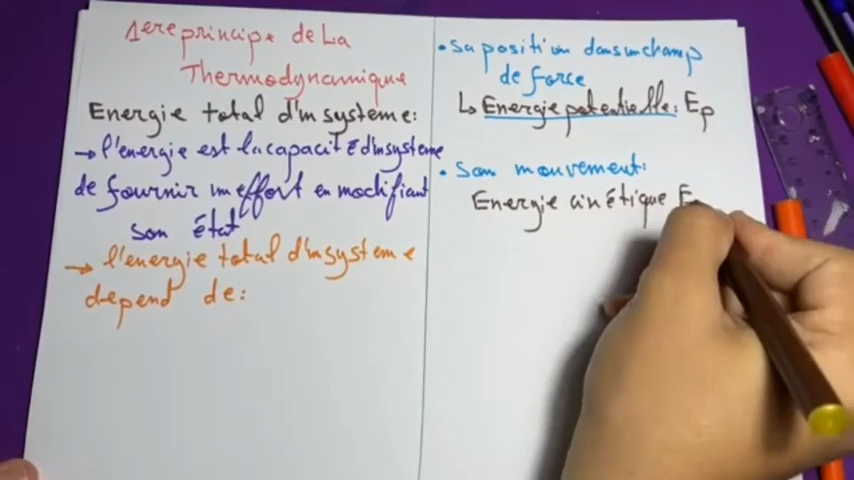 1ere principe de La
Thermodynamique
Energie total d'un systeme:
→ l'energie est la capacité d'un systeme
de fournir un effort en modifiant
son état
→ l'energie total d'un systeme
depend de:
• sa position dans un champ
de force
↳ Energie potentielle: Ep
• Son mouvement:
Energie cinétique E